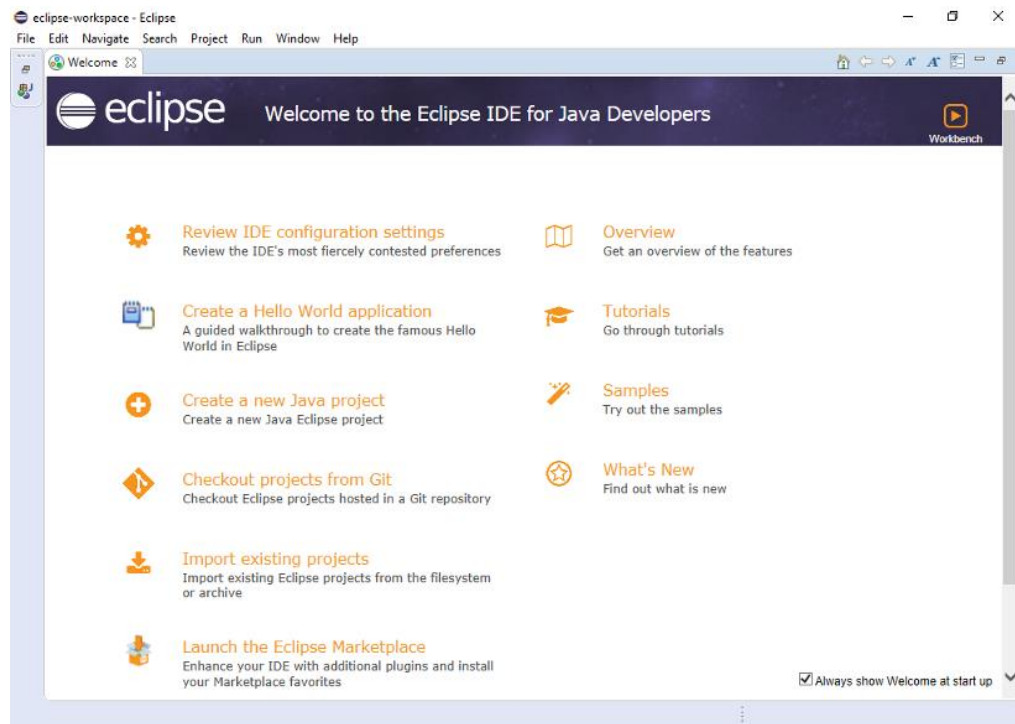 eclipse-workspace - Eclipse
File Edit Navigate Search Project Run Window Help
Welcome
eclipse Welcome to the Eclipse IDE for Java Developers
Workbench
Review IDE configuration settings
Review the IDE's most fiercely contested preferences
Overview
Get an overview of the features
Create a Hello World application
A guided walkthrough to create the famous Hello
World in Eclipse
Tutorials
Go through tutorials
Create a new Java project
Create a new Java Eclipse project
Samples
Try out the samples
Checkout projects from Git
Checkout Eclipse projects hosted in a Git repository
What's New
Find out what is new
Import existing projects
Import existing Eclipse projects from the filesystem
or archive
Launch the Eclipse Marketplace
Enhance your IDE with additional plugins and install
your Marketplace favorites
Always show Welcome at start up